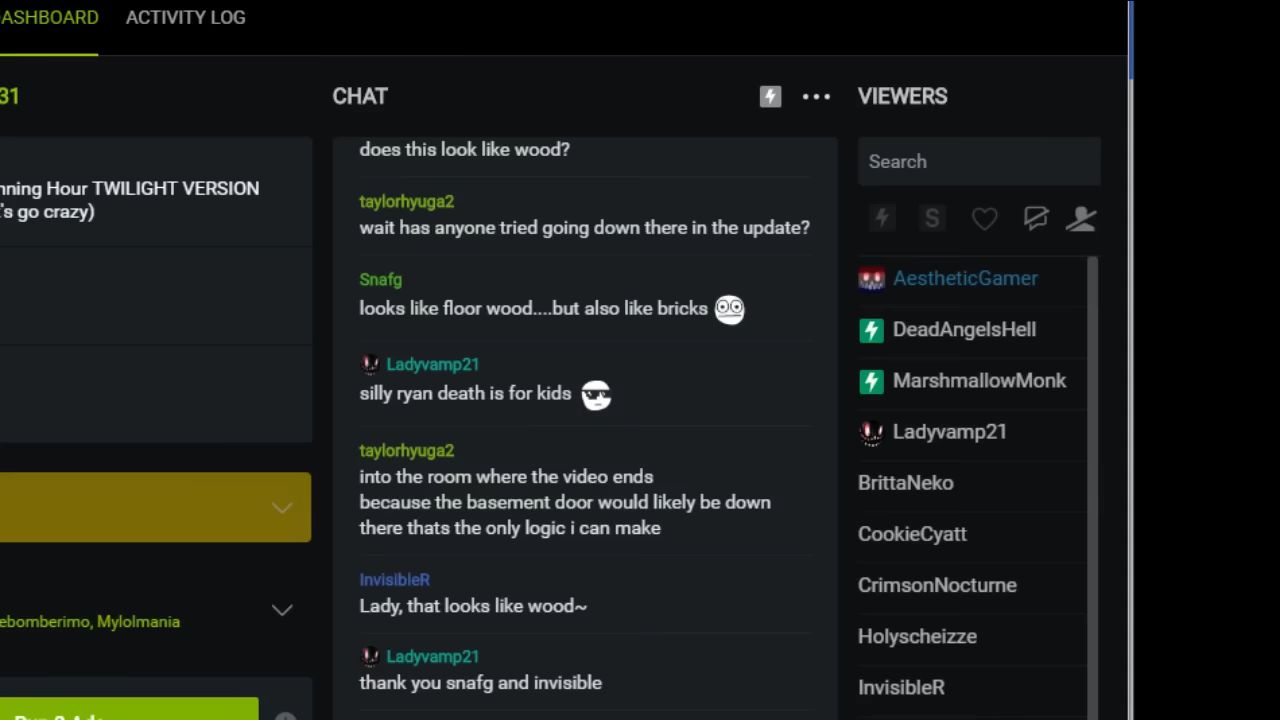 DASHBOARD ACTIVITY LOG
31
CHAT
VIEWERS
nning Hour TWILIGHT VERSION
's go crazy)
ebomberimo, Mylolmania
does this look like wood?
taylorhyuga2
wait has anyone tried going down there in the update?
Snafg
looks like floor wood....but also like bricks
Ladyvamp21
silly ryan death is for kids
taylorhyuga2
into the room where the video ends
because the basement door would likely be down
there thats the only logic i can make
InvisibleR
Lady, that looks like wood~
Ladyvamp21
thank you snafg and invisible
Search
S
AestheticGamer
DeadAngelsHell
MarshmallowMonk
Ladyvamp21
BrittaNeko
CookieCyatt
CrimsonNocturne
Holyscheizze
InvisibleR